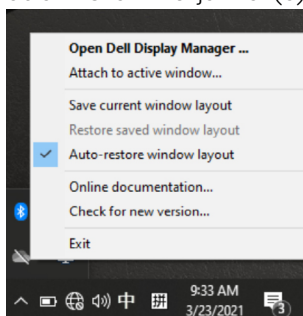 Open Dell Display Manager ...
Attach to active window...
Save current window layout
Restore saved window layout
Auto-restore window layout
Online documentation...
Check for new version...
Exit
中 拼 9:33 AM
3/23/2021 3